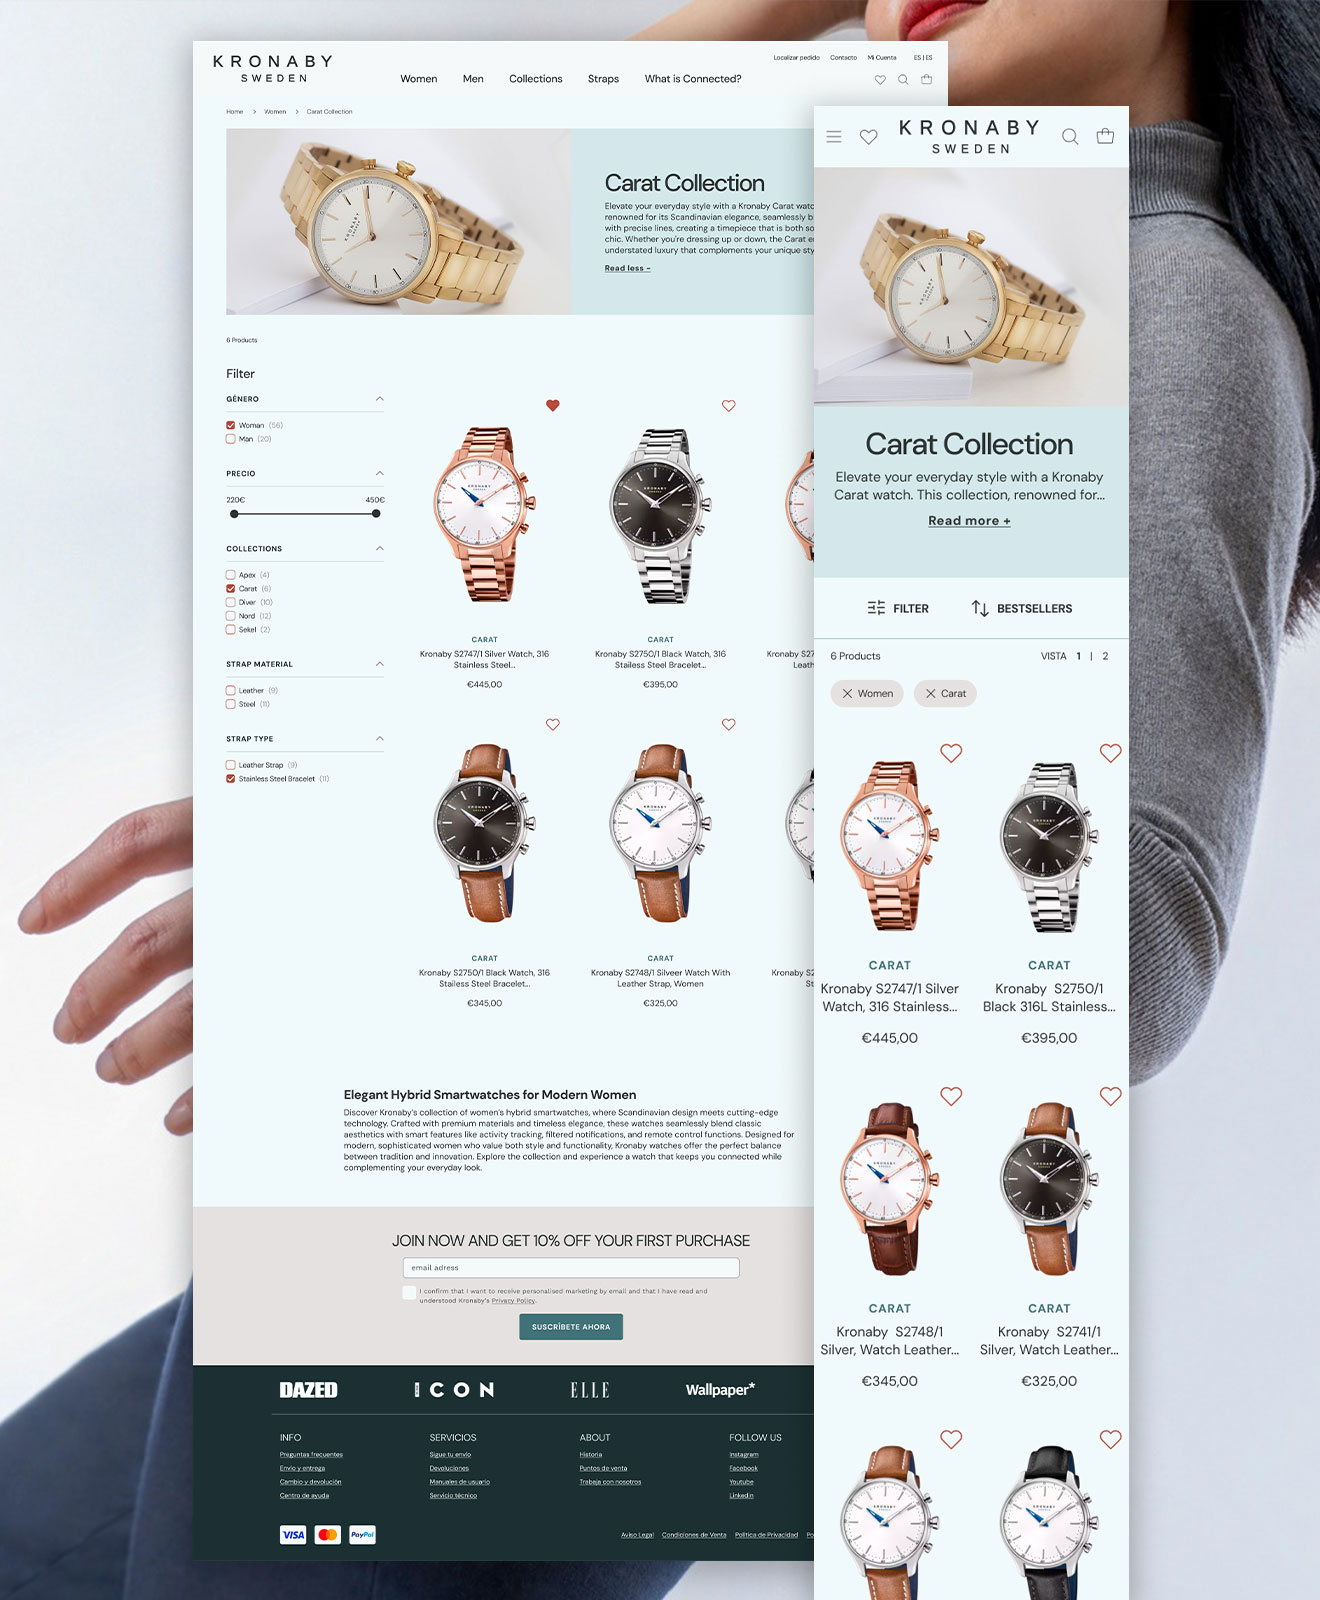 KRONABY
SWEDEN
Localizar pedido Contacto Mi Cuenta ES | ES
Women Men Collections Straps What is Connected?
Home > Women > Carat Collection
KRONABY
Carat Collection
Elevate your everyday style with a Kronaby Carat watc
renowned for its Scandinavian elegance, seamlessly b
with precise lines, creating a timepiece that is both so
chic. Whether you're dressing up or down, the Carat e
understated luxury that complements your unique sty
Read less –
6 Products
Filter
GÉNERO
Woman (56)
Man (20)
PRECIO
220€ 450€
COLLECTIONS
Apex (4)
Carat (6)
Diver (10)
Nord (12)
Sekel (2)
STRAP MATERIAL
Leather (9)
Steel (11)
STRAP TYPE
Leather Strap (9)
Stainless Steel Bracelet (11)
KRONABY
KRONABY
CARAT
Kronaby S2747/1 Silver Watch, 316
Stainless Steel...
€445,00
CARAT
Kronaby S2750/1 Black Watch, 316
Stailess Steel Bracelet...
€395,00
Kronaby S27
Leath
KRONABY
KRONABY
CARAT
Kronaby S2750/1 Black Watch, 316
Stailess Steel Bracelet...
€345,00
CARAT
Kronaby S2748/1 Silveer Watch With
Leather Strap, Women
€325,00
Kronaby S
St
Elegant Hybrid Smartwatches for Modern Women
Discover Kronaby's collection of women's hybrid smartwatches, where Scandinavian design meets cutting-edge
technology. Crafted with premium materials and timeless elegance, these watches seamlessly blend classic
aesthetics with smart features like activity tracking, filtered notifications, and remote control functions. Designed for
modern, sophisticated women who value both style and functionality, Kronaby watches offer the perfect balance
between tradition and innovation. Explore the collection and experience a watch that keeps you connected while
complementing your everyday look.
JOIN NOW AND GET 10% OFF YOUR FIRST PURCHASE
email adress
I confirm that I want to receive personalised marketing by email and that I have read and
understood Kronaby's Privacy Policy.
SUSCRÍBETE AHORA
DAZED ICON ELLE Wallpaper*
INFO
Preguntas frecuentes
Envío y entrega
Cambio y devolución
Centro de ayuda
SERVICIOS
Sigue tu envío
Devoluciones
Manuales de usuario
Servicio técnico
ABOUT
Historia
Puntos de venta
Trabaja con nosotros
FOLLOW US
Instagram
Facebook
Youtube
Linkedin
VISA PayPal
Aviso Legal Condiciones de Venta Política de Privacidad Po
KRONABY
SWEDEN
KRONABY
Carat Collection
Elevate your everyday style with a Kronaby
Carat watch. This collection, renowned for...
Read more +
FILTER BESTSELLERS
6 Products VISTA 1 | 2
Women Carat
KRONABY
KRONABY
CARAT
Kronaby S2747/1 Silver
Watch, 316 Stainless...
€445,00
CARAT
Kronaby S2750/1
Black 316L Stainless...
€395,00
KRONABY
KRONABY
CARAT
Kronaby S2748/1
Silver, Watch Leather...
€345,00
CARAT
Kronaby S2741/1
Silver, Watch Leather...
€325,00
KRONABY
KRONABY